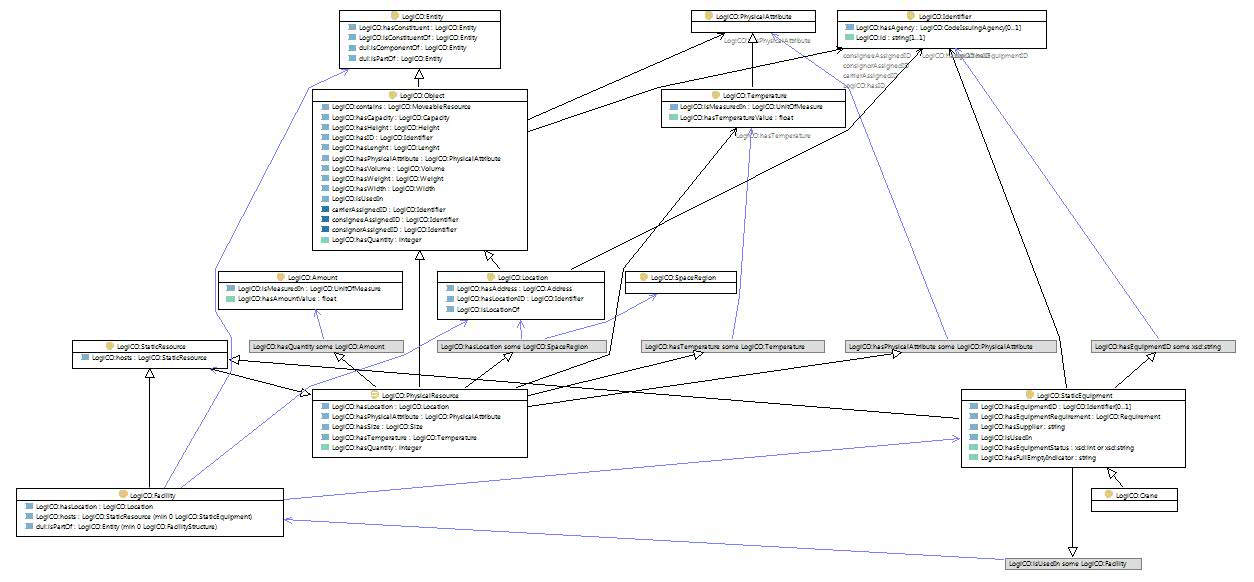 LogiCO:Entity
LogiCO:hasConstituent : LogiCO:Entity
LogiCO:isConstituentOf : LogiCO:Entity
dul:isComponentOf : LogiCO:Entity
dul:isPartOf : LogiCO:Entity
LogiCO:PhysicalAttribute
LogiCO:Identifier
LogiCO:hasAgency : LogiCO:CodeIssuingAgency[0..1]
LogiCO:id : string[1..1]
consigneeAssignedID
consignorAssignedID
carrierAssignedID
LogiCO:hasID
LogiCO:Object
LogiCO:contains : LogiCO:MoveableResource
LogiCO:hasCapacity : LogiCO:Capacity
LogiCO:hasHeight : LogiCO:Height
LogiCO:hasID : LogiCO:Identifier
LogiCO:hasLenght : LogiCO:Lenght
LogiCO:hasPhysicalAttribute : LogiCO:PhysicalAttribute
LogiCO:hasVolume : LogiCO:Volume
LogiCO:hasWeight : LogiCO:Weight
LogiCO:hasWidth : LogiCO:Width
LogiCO:isUsedIn
carrierAssignedID : LogiCO:Identifier
consigneeAssignedID : LogiCO:Identifier
consignorAssignedID : LogiCO:Identifier
LogiCO:hasQuantity : Integer
LogiCO:Temperature
LogiCO:isMeasuredIn : LogiCO:UnitOfMeasure
LogiCO:hasTemperatureValue : float
LogiCO:hasTemperature
LogiCO:Amount
LogiCO:isMeasuredIn : LogiCO:UnitOfMeasure
LogiCO:hasAmountValue : float
LogiCO:Location
LogiCO:hasAddress : LogiCO:Address
LogiCO:hasLocationID : LogiCO:Identifier
LogiCO:isLocationOf
LogiCO:SpaceRegion
LogiCO:StaticResource
LogiCO:hosts : LogiCO:StaticResource
LogiCO:hasQuantity some LogiCO:Amount
LogiCO:hasLocation some LogiCO:SpaceRegion
LogiCO:hasTemperature some LogiCO:Temperature
LogiCO:hasPhysicalAttribute some LogiCO:PhysicalAttribute
LogiCO:hasEquipmentID some xsd:string
LogiCO:PhysicalResource
LogiCO:hasLocation : LogiCO:Location
LogiCO:hasPhysicalAttribute : LogiCO:PhysicalAttribute
LogiCO:hasSize : LogiCO:Size
LogiCO:hasTemperature : LogiCO:Temperature
LogiCO:hasQuantity : Integer
LogiCO:StaticEquipment
LogiCO:hasEquipmentID : LogiCO:Identifier[0..1]
LogiCO:hasEquipmentRequirement : LogiCO:Requirement
LogiCO:hasSupplier : string
LogiCO:isUsedIn
LogiCO:hasEquipmentStatus : xsd:int or xsd:string
LogiCO:hasFullEmptyIndicator : string
LogiCO:Facility
LogiCO:hasLocation : LogiCO:Location
LogiCO:hosts : LogiCO:StaticResource (min 0 LogiCO:StaticEquipment)
dul:isPartOf : LogiCO:Entity (min 0 LogiCO:FacilityStructure)
LogiCO:Crane
LogiCO:isUsedIn some LogiCO:Facility